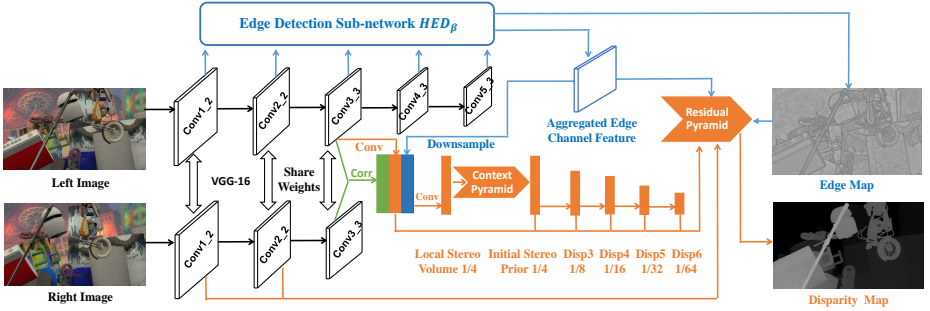 Edge Detection Sub-network HEDβ
Conv1_2
Conv2_2
Conv3_3
Conv4_3
Conv5_3
Left Image
VGG-16
Share
Weights
Conv
Corr
Downsample
Aggregated Edge
Channel Feature
Residual
Pyramid
Edge Map
Conv
Context
Pyramid
Conv1_2
Conv2_2
Conv3_3
Right Image
Local Stereo
Volume 1/4
Initial Stereo
Prior 1/4
Disp3
1/8
Disp4
1/16
Disp5
1/32
Disp6
1/64
Disparity Map